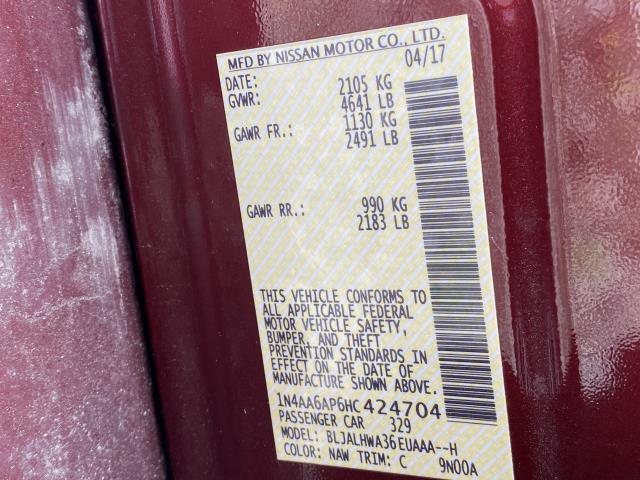 MFD BY NISSAN MOTOR CO., LTD.
DATE: 04/17
GVWR: 2105 KG
4641 LB
GAWR FR.: 1130 KG
2491 LB
GAWR RR.: 990 KG
2183 LB
THIS VEHICLE CONFORMS TO
ALL APPLICABLE FEDERAL
MOTOR VEHICLE SAFETY,
BUMPER, AND THEFT
PREVENTION STANDARDS IN
EFFECT ON THE DATE OF
MANUFACTURE SHOWN ABOVE.
1N4AA6AP6HC424704
PASSENGER CAR 329
MODEL: BLJALHWA36EUAAA--H
COLOR: NAW TRIM: C 9N00A